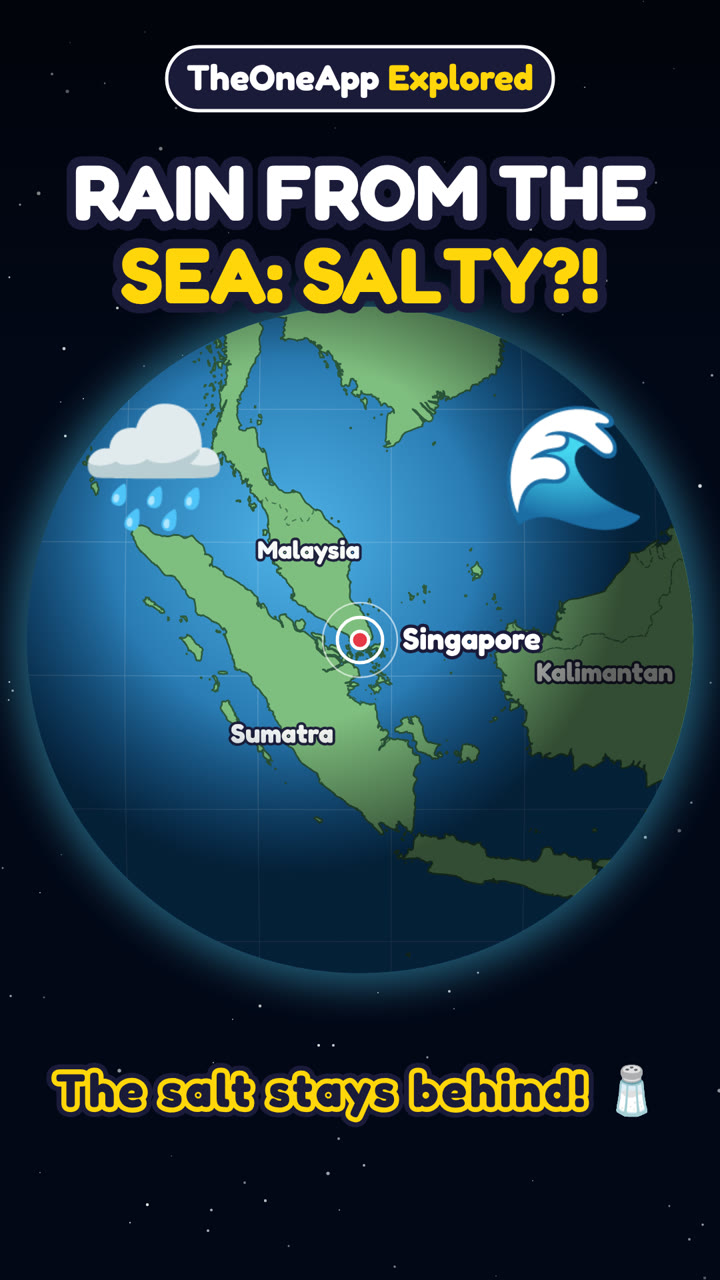 TheOneApp Explored
RAIN FROM THE
SEA: SALTY?!
Malaysia
Singapore
Kalimantan
Sumatra
The salt stays behind!